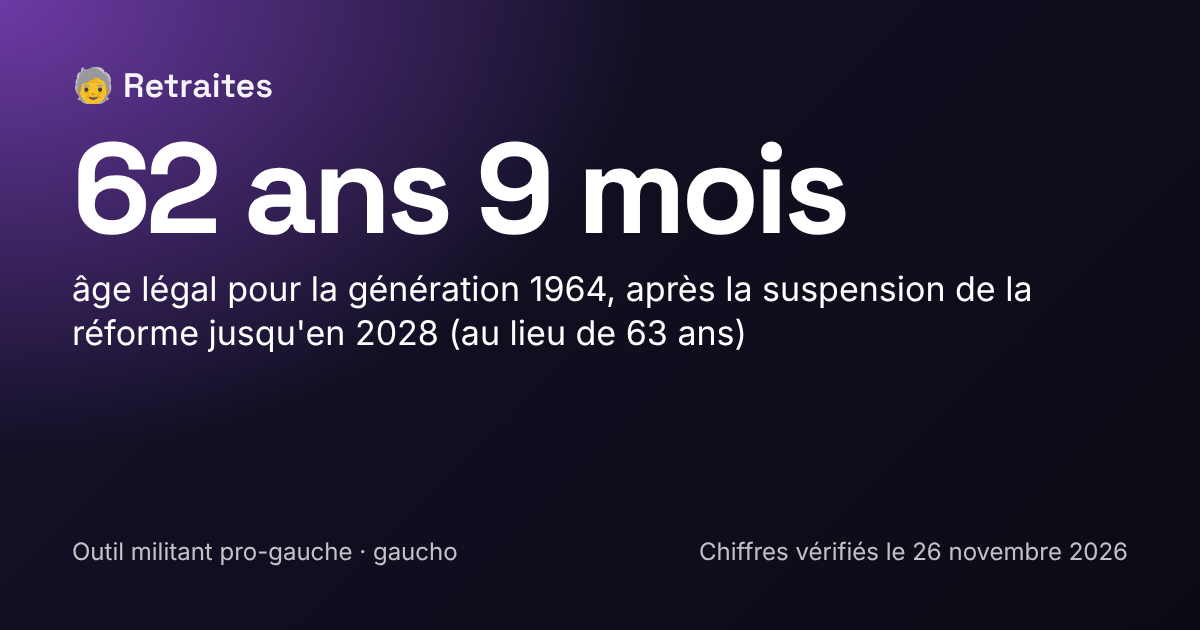 🧓 Retraites
62 ans 9 mois
âge légal pour la génération 1964, après la suspension de la
réforme jusqu'en 2028 (au lieu de 63 ans)
Outil militant pro-gauche · gaucho
Chiffres vérifiés le 26 novembre 2026